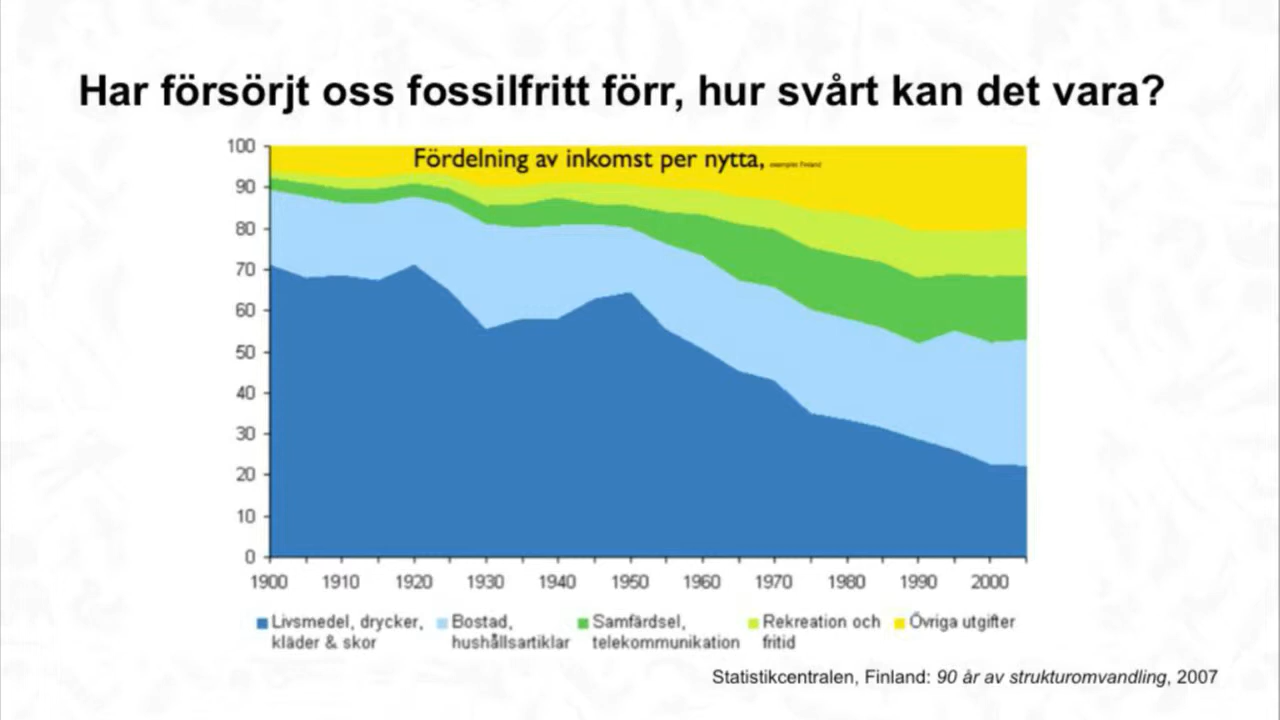 Har försörjt oss fossilfritt förr, hur svårt kan det vara?
Fördelning av inkomst per nytta, exemplet Finland
100
90
80
70
60
50
40
30
20
10
0
1900 1910 1920 1930 1940 1950 1960 1970 1980 1990 2000
Livsmedel, drycker, kläder & skor
Bostad, hushållsartiklar
Samfärdsel, telekommunikation
Rekreation och fritid
Övriga utgifter
Statistikcentralen, Finland: 90 år av strukturomvandling, 2007